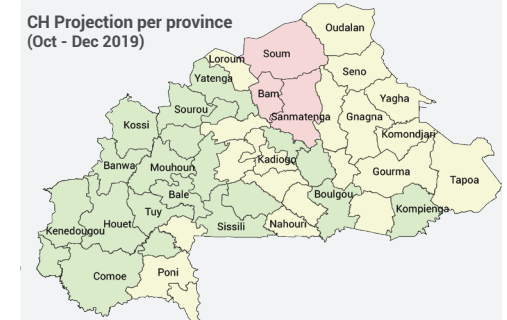 CH Projection per province
(Oct - Dec 2019)
Oudalan
Soum
Loroum
Seno
Yatenga
Bam
Yagha
Sourou
Sanmatenga
Gnagna
Kossi
Komondjari
Kadiogo
Banwa
Mouhoun
Gourma
Tapoa
Bale
Boulgou
Tuy
Kompienga
Houet
Nahouri
Sissili
Kenedougou
Poni
Comoe